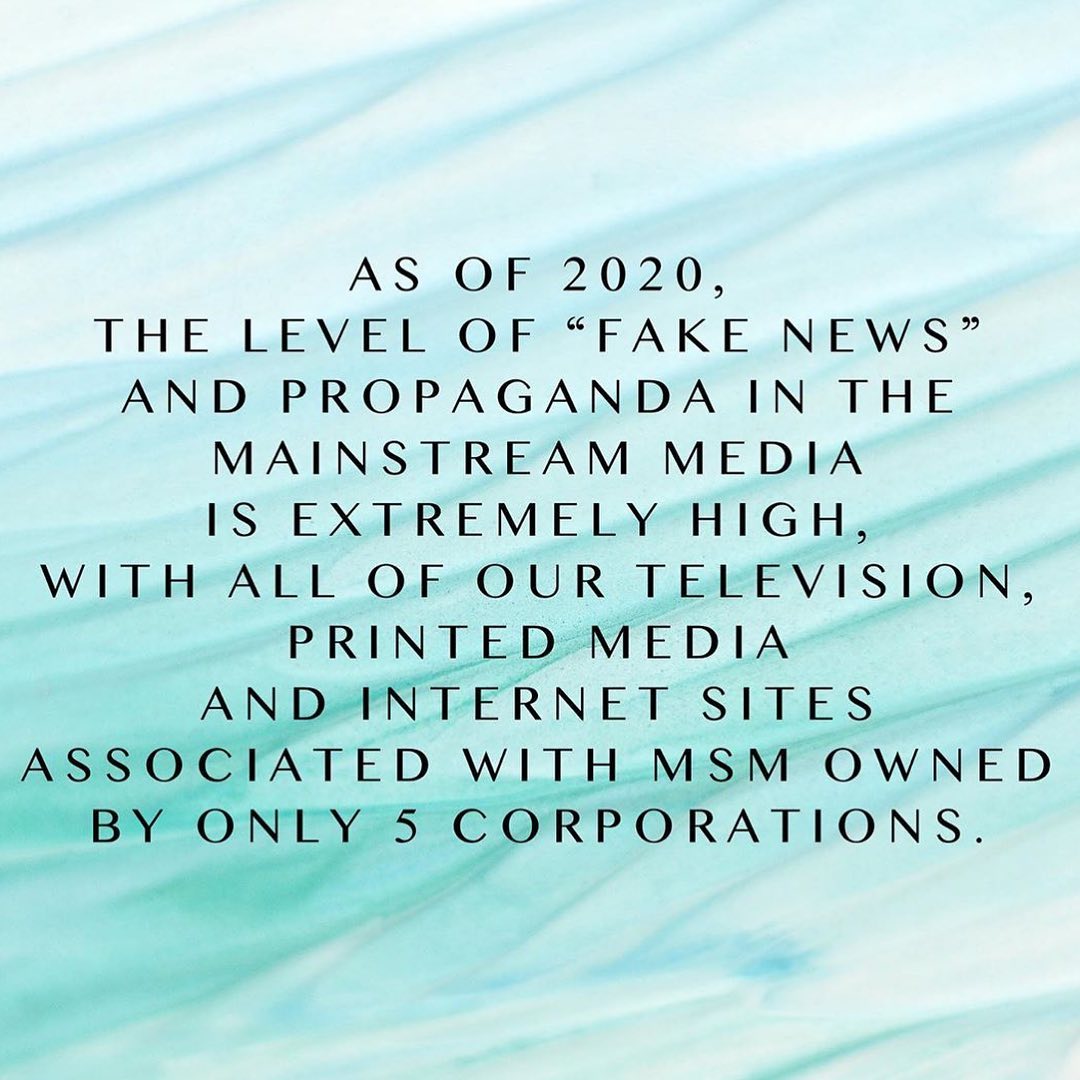 AS OF 2020,
THE LEVEL OF “FAKE NEWS”
AND PROPAGANDA IN THE
MAINSTREAM MEDIA
IS EXTREMELY HIGH,
WITH ALL OF OUR TELEVISION,
PRINTED MEDIA
AND INTERNET SITES
ASSOCIATED WITH MSM OWNED
BY ONLY 5 CORPORATIONS.